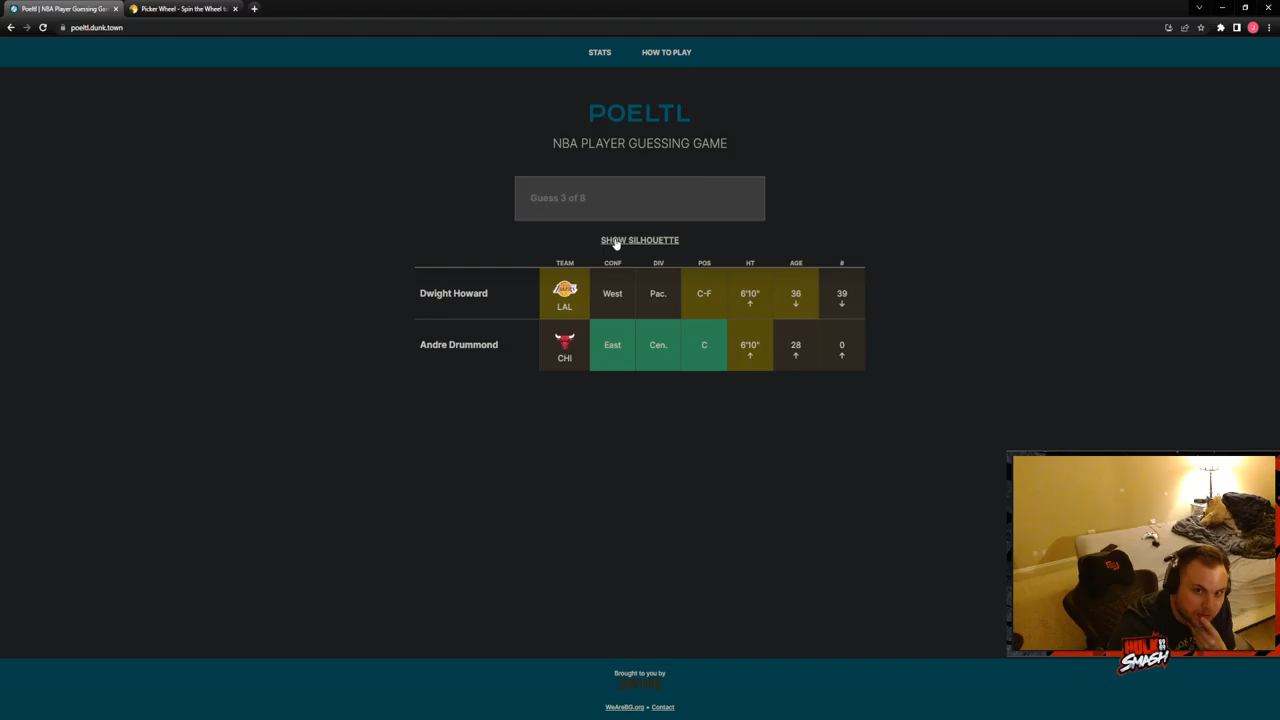 Poeltl | NBA Player Guessing Gam
Picker Wheel - Spin the Wheel t
poeltl.dunk.town
STATS
HOW TO PLAY
POELTL
NBA PLAYER GUESSING GAME
Guess 3 of 8
SHOW SILHOUETTE
TEAM CONF DIV POS HT AGE #
Dwight Howard LAL West Pac. C-F 6'10" ↑ 36 ↓ 39 ↓
Andre Drummond CHI East Cen. C 6'10" ↑ 28 ↑ 0 ↑
Brought to you by
WeAreBG.org • Contact
HULK
SMASH